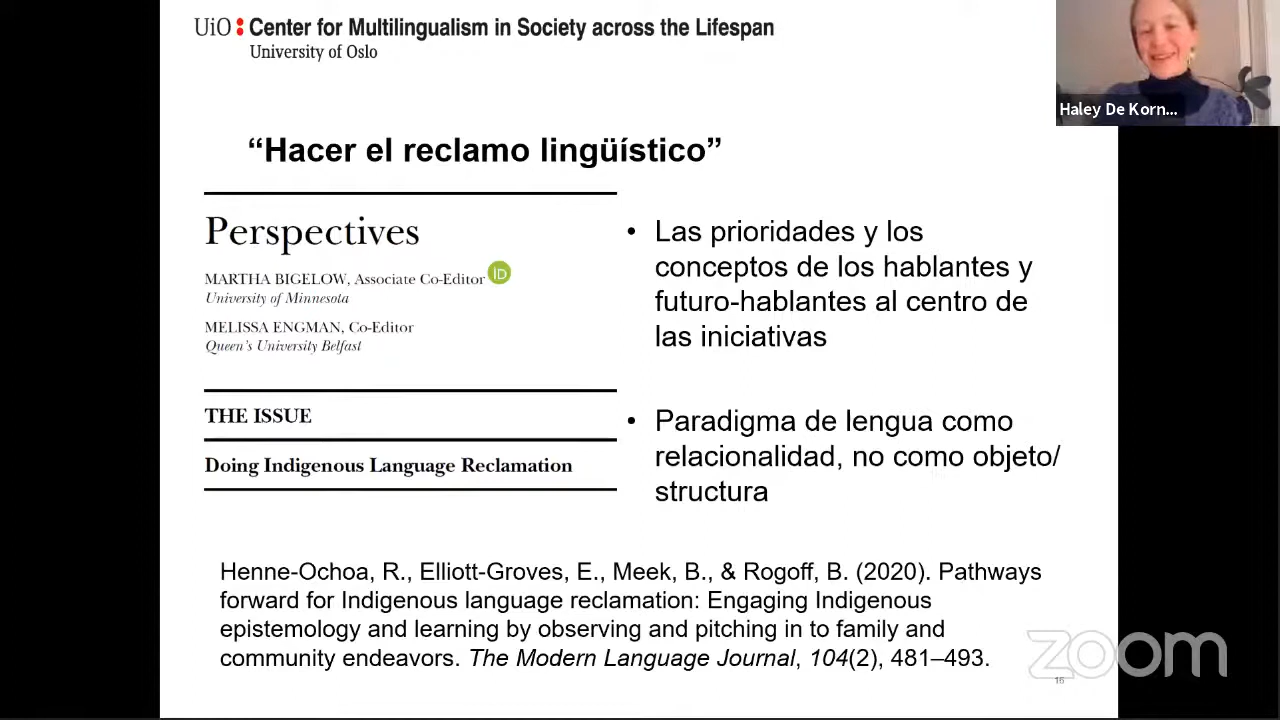 UiO: Center for Multilingualism in Society across the Lifespan
University of Oslo
Haley De Korn...
“Hacer el reclamo lingüístico”
Perspectives
MARTHA BIGELOW, Associate Co-Editor iD
University of Minnesota
MELISSA ENGMAN, Co-Editor
Queen's University Belfast
THE ISSUE
Doing Indigenous Language Reclamation
• Las prioridades y los
conceptos de los hablantes y
futuro-hablantes al centro de
las iniciativas
• Paradigma de lengua como
relacionalidad, no como objeto/
structura
Henne-Ochoa, R., Elliott-Groves, E., Meek, B., & Rogoff, B. (2020). Pathways
forward for Indigenous language reclamation: Engaging Indigenous
epistemology and learning by observing and pitching in to family and
community endeavors. The Modern Language Journal, 104(2), 481–493.
zoom
16